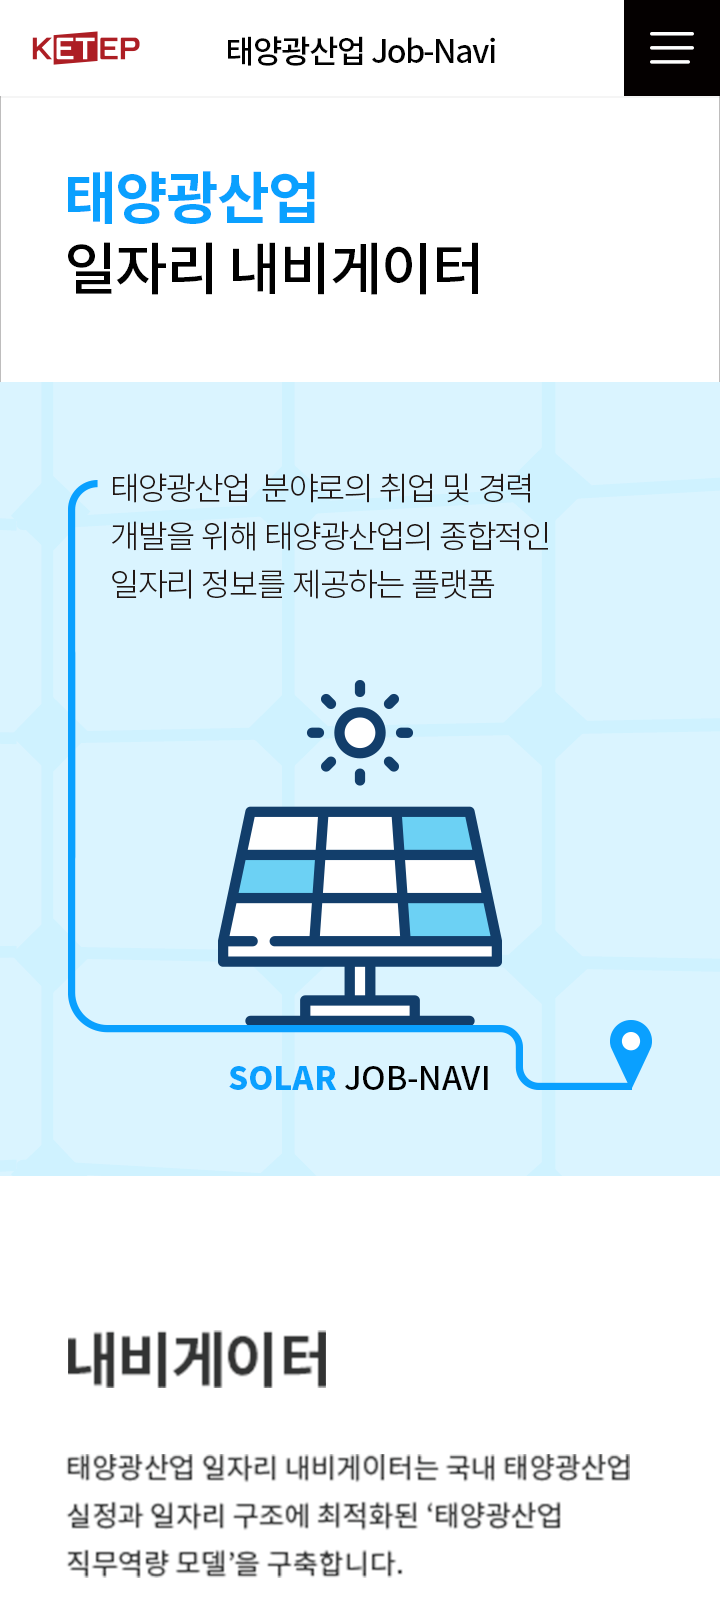 KETEP
태양광산업 Job-Navi
태양광산업
일자리 내비게이터
태양광산업 분야로의 취업 및 경력
개발을 위해 태양광산업의 종합적인
일자리 정보를 제공하는 플랫폼
SOLAR JOB-NAVI
내비게이터
태양광산업 일자리 내비게이터는 국내 태양광산업
실정과 일자리 구조에 최적화된 ‘태양광산업
직무역량 모델’을 구축합니다.